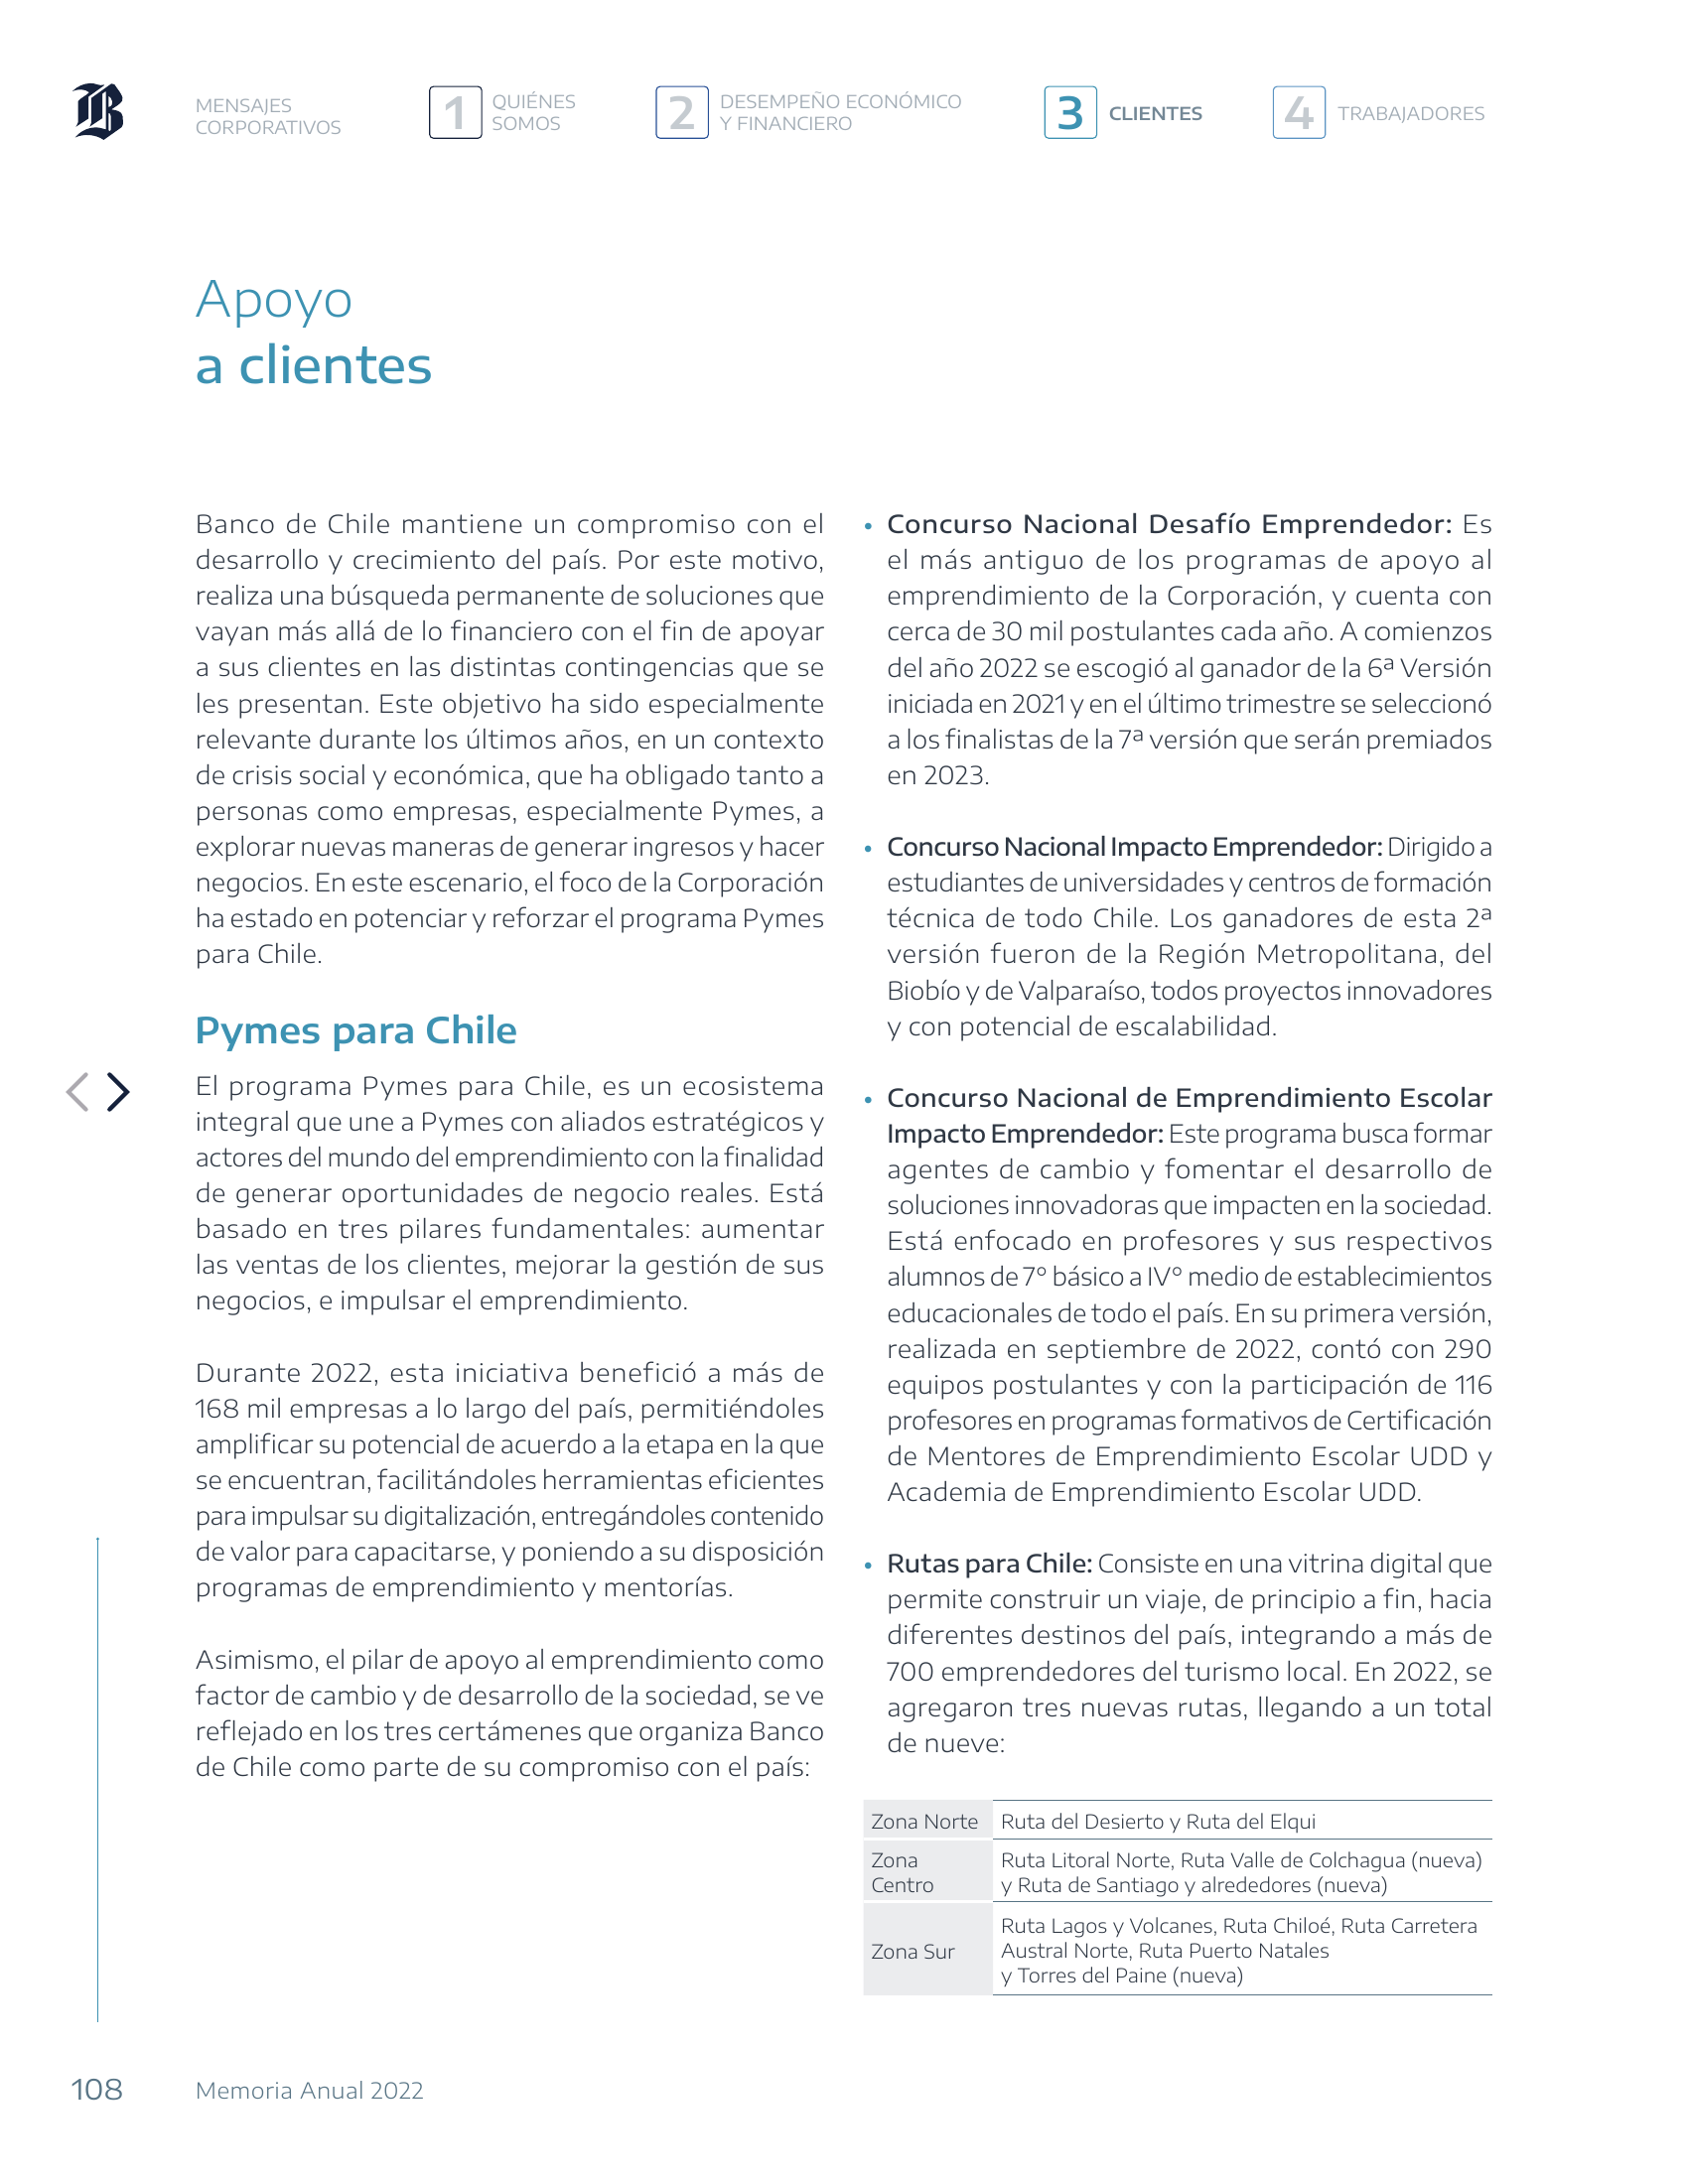 MENSAJES
CORPORATIVOS
1
QUIÉNES
SOMOS
2
DESEMPEÑO ECONÓMICO
Y FINANCIERO
3
CLIENTES
4
TRABAJADORES
Apoyo
a clientes
Banco de Chile mantiene un compromiso con el
desarrollo y crecimiento del país. Por este motivo,
realiza una búsqueda permanente de soluciones que
vayan más allá de lo financiero con el fin de apoyar
a sus clientes en las distintas contingencias que se
les presentan. Este objetivo ha sido especialmente
relevante durante los últimos años, en un contexto
de crisis social y económica, que ha obligado tanto a
personas como empresas, especialmente Pymes, a
explorar nuevas maneras de generar ingresos y hacer
negocios. En este escenario, el foco de la Corporación
ha estado en potenciar y reforzar el programa Pymes
para Chile.
Pymes para Chile
El programa Pymes para Chile, es un ecosistema
integral que une a Pymes con aliados estratégicos y
actores del mundo del emprendimiento con la finalidad
de generar oportunidades de negocio reales. Está
basado en tres pilares fundamentales: aumentar
las ventas de los clientes, mejorar la gestión de sus
negocios, e impulsar el emprendimiento.
Durante 2022, esta iniciativa benefició a más de
168 mil empresas a lo largo del país, permitiéndoles
amplificar su potencial de acuerdo a la etapa en la que
se encuentran, facilitándoles herramientas eficientes
para impulsar su digitalización, entregándoles contenido
de valor para capacitarse, y poniendo a su disposición
programas de emprendimiento y mentorías.
Asimismo, el pilar de apoyo al emprendimiento como
factor de cambio y de desarrollo de la sociedad, se ve
reflejado en los tres certámenes que organiza Banco
de Chile como parte de su compromiso con el país:
• Concurso Nacional Desafío Emprendedor: Es
el más antiguo de los programas de apoyo al
emprendimiento de la Corporación, y cuenta con
cerca de 30 mil postulantes cada año. A comienzos
del año 2022 se escogió al ganador de la 6ª Versión
iniciada en 2021 y en el último trimestre se seleccionó
a los finalistas de la 7ª versión que serán premiados
en 2023.
• Concurso Nacional Impacto Emprendedor: Dirigido a
estudiantes de universidades y centros de formación
técnica de todo Chile. Los ganadores de esta 2ª
versión fueron de la Región Metropolitana, del
Biobío y de Valparaíso, todos proyectos innovadores
y con potencial de escalabilidad.
• Concurso Nacional de Emprendimiento Escolar
Impacto Emprendedor: Este programa busca formar
agentes de cambio y fomentar el desarrollo de
soluciones innovadoras que impacten en la sociedad.
Está enfocado en profesores y sus respectivos
alumnos de 7° básico a IV° medio de establecimientos
educacionales de todo el país. En su primera versión,
realizada en septiembre de 2022, contó con 290
equipos postulantes y con la participación de 116
profesores en programas formativos de Certificación
de Mentores de Emprendimiento Escolar UDD y
Academia de Emprendimiento Escolar UDD.
• Rutas para Chile: Consiste en una vitrina digital que
permite construir un viaje, de principio a fin, hacia
diferentes destinos del país, integrando a más de
700 emprendedores del turismo local. En 2022, se
agregaron tres nuevas rutas, llegando a un total
de nueve:
Zona Norte
Ruta del Desierto y Ruta del Elqui
Zona
Centro
Ruta Litoral Norte, Ruta Valle de Colchagua (nueva)
y Ruta de Santiago y alrededores (nueva)
Zona Sur
Ruta Lagos y Volcanes, Ruta Chiloé, Ruta Carretera
Austral Norte, Ruta Puerto Natales
y Torres del Paine (nueva)
108
Memoria Anual 2022